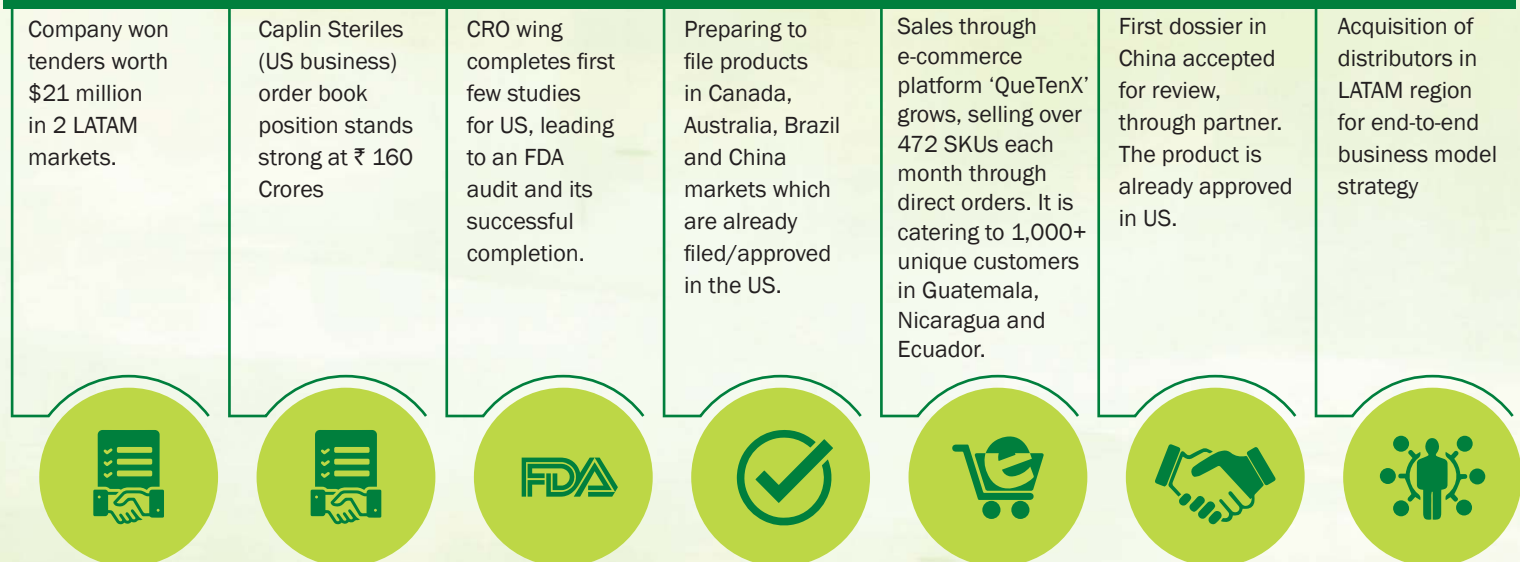 Company won
tenders worth
$21 million
in 2 LATAM
markets.
Caplin Steriles
(US business)
order book
position stands
strong at ₹ 160
Crores
CRO wing
completes first
few studies
for US, leading
to an FDA
audit and its
successful
completion.
Preparing to
file products
in Canada,
Australia, Brazil
and China
markets which
are already
filed/approved
in the US.
Sales through
e-commerce
platform ‘QueTenX’
grows, selling over
472 SKUs each
month through
direct orders. It is
catering to 1,000+
unique customers
in Guatemala,
Nicaragua and
Ecuador.
First dossier in
China accepted
for review,
through partner.
The product is
already approved
in US.
Acquisition of
distributors in
LATAM region
for end-to-end
business model
strategy
FDA